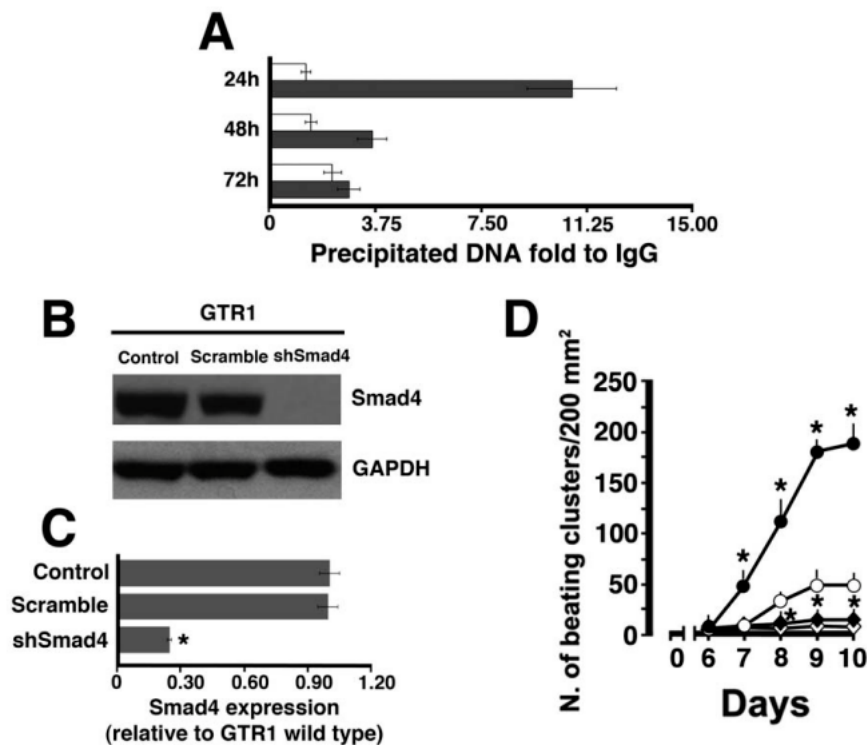 A
24h
48h
72h
0 3.75 7.50 11.25 15.00
Precipitated DNA fold to IgG
B
GTR1
Control Scramble shSmad4
Smad4
GAPDH
C
Control
Scramble
shSmad4
*
0 0.30 0.60 0.90 1.20
Smad4 expression
(relative to GTR1 wild type)
D
N. of beating clusters/200 mm²
250
200
150
100
50
0
* * * *
* * *
0 6 7 8 9 10
Days